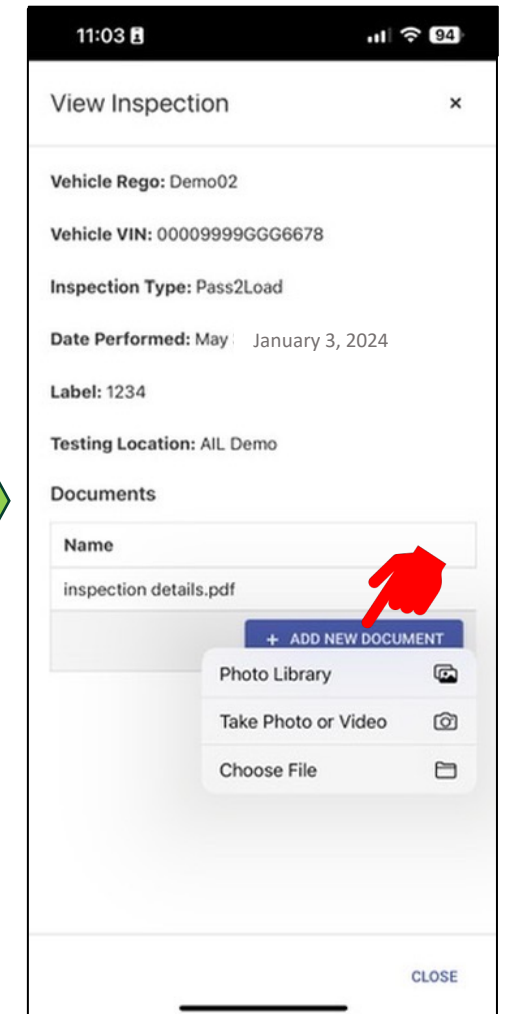 11:03
94
View Inspection ×
Vehicle Rego: Demo02
Vehicle VIN: 00009999GGG6678
Inspection Type: Pass2Load
Date Performed: May January 3, 2024
Label: 1234
Testing Location: AIL Demo
Documents
Name
inspection details.pdf
+ ADD NEW DOCUMENT
Photo Library
Take Photo or Video
Choose File
CLOSE